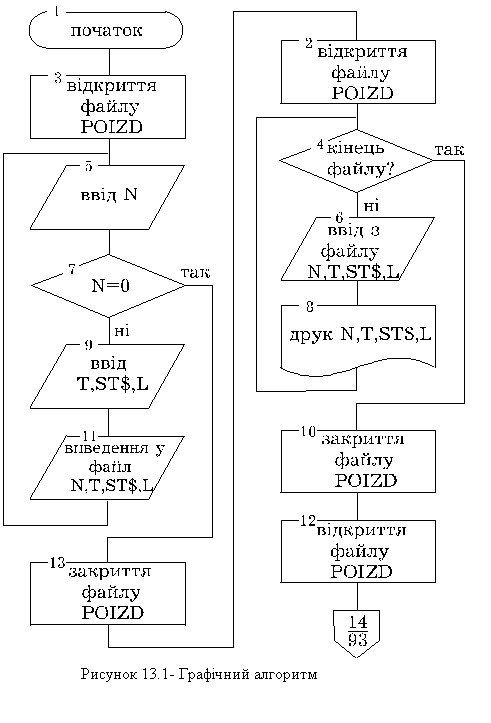 1
початок
3
відкриття
файлу
POIZD
5
ввід N
7
N=0
так
ні
9
ввід
T,ST$,L
11
виведення у
файл
N,T,ST$,L
13
закриття
файлу
POIZD
2
відкриття
файлу
POIZD
4
кінець
файлу?
так
ні
6
ввід з
файлу
N,T,ST$,L
8
друк N,T,ST$,L
10
закриття
файлу
POIZD
12
відкриття
файлу
POIZD
14
93
Рисунок 13.1- Графічний алгоритм